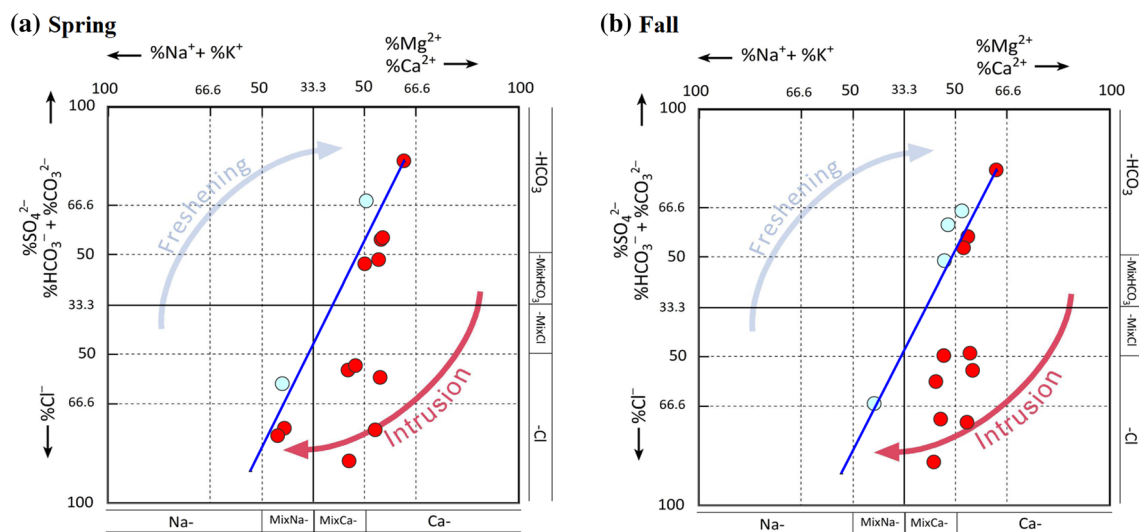 (a) Spring
%Na⁺+ %K⁺
%Mg²⁺
%Ca²⁺
100 66.6 50 33.3 50 66.6 100
100
66.6
50
33.3
50
66.6
100
%SO₄²⁻
%HCO₃⁻ + %CO₃²⁻
%Cl⁻
Freshening
Intrusion
-HCO₃
-MixHCO₃
-MixCl
-Cl
Na- MixNa- MixCa- Ca-
(b) Fall
%Na⁺+ %K⁺
%Mg²⁺
%Ca²⁺
100 66.6 50 33.3 50 66.6 100
100
66.6
50
33.3
50
66.6
100
%SO₄²⁻
%HCO₃⁻ + %CO₃²⁻
%Cl⁻
Freshening
Intrusion
-HCO₃
-MixHCO₃
-MixCl
-Cl
Na- MixNa- MixCa- Ca-